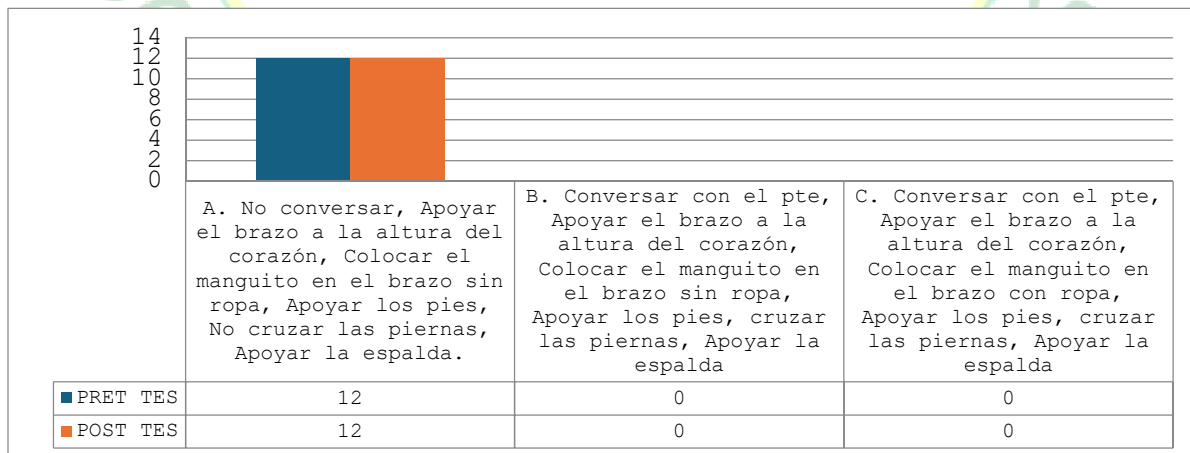 14
12
10
8
6
4
2
0
A. No conversar, Apoyar
el brazo a la altura del
corazón, Colocar el
manguito en el brazo sin
ropa, Apoyar los pies,
No cruzar las piernas,
Apoyar la espalda.
B. Conversar con el pte,
Apoyar el brazo a la
altura del corazón,
Colocar el manguito en
el brazo sin ropa,
Apoyar los pies, cruzar
las piernas, Apoyar la
espalda
C. Conversar con el pte,
Apoyar el brazo a la
altura del corazón,
Colocar el manguito en
el brazo con ropa,
Apoyar los pies, cruzar
las piernas, Apoyar la
espalda
PRET TES 12 0 0
POST TES 12 0 0